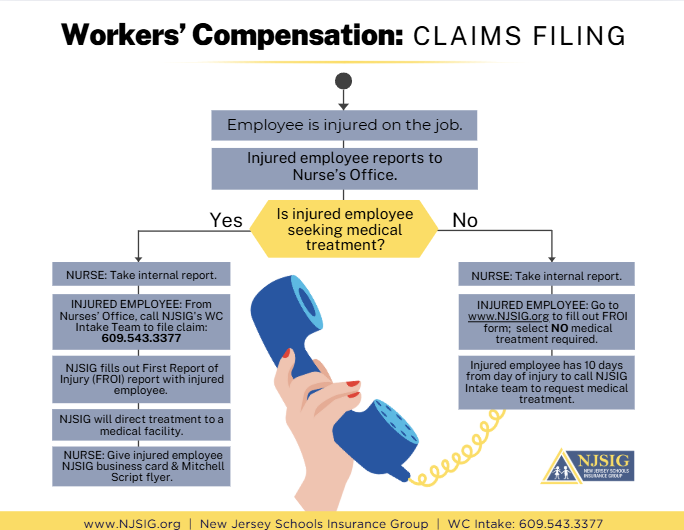 Workers’ Compensation: CLAIMS FILING
Employee is injured on the job.
Injured employee reports to
Nurse’s Office.
Is injured employee
seeking medical
treatment?
Yes
No
NURSE: Take internal report.
INJURED EMPLOYEE: From
Nurses’ Office, call NJSIG’s WC
Intake Team to file claim:
609.543.3377
NJSIG fills out First Report of
Injury (FROI) report with injured
employee.
NJSIG will direct treatment to a
medical facility.
NURSE: Give injured employee
NJSIG business card & Mitchell
Script flyer.
NURSE: Take internal report.
INJURED EMPLOYEE: Go to
www.NJSIG.org to fill out FROI
form; select NO medical
treatment required.
Injured employee has 10 days
from day of injury to call NJSIG
Intake team to request medical
treatment.
NJSIG
NEW JERSEY SCHOOLS
INSURANCE GROUP
www.NJSIG.org | New Jersey Schools Insurance Group | WC Intake: 609.543.3377